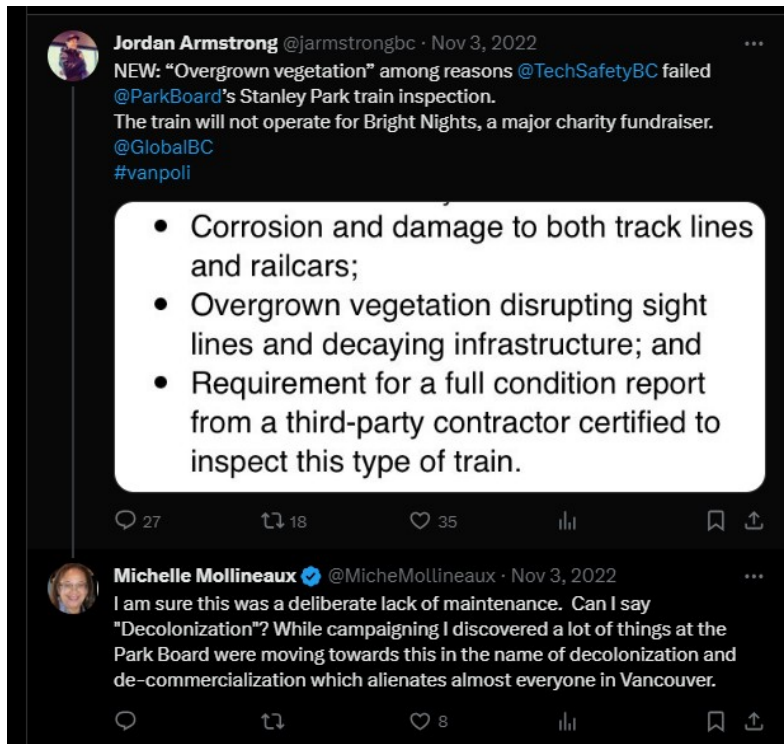 Jordan Armstrong @jarmstrongbc · Nov 3, 2022
NEW: “Overgrown vegetation” among reasons @TechSafetyBC failed
@ParkBoard’s Stanley Park train inspection.
The train will not operate for Bright Nights, a major charity fundraiser.
@GlobalBC
#vanpoli
• Corrosion and damage to both track lines
and railcars;
• Overgrown vegetation disrupting sight
lines and decaying infrastructure; and
• Requirement for a full condition report
from a third-party contractor certified to
inspect this type of train.
27 18 35
Michelle Mollineaux @MicheMollineaux · Nov 3, 2022
I am sure this was a deliberate lack of maintenance.  Can I say
"Decolonization"? While campaigning I discovered a lot of things at the
Park Board were moving towards this in the name of decolonization and
de-commercialization which alienates almost everyone in Vancouver.
8